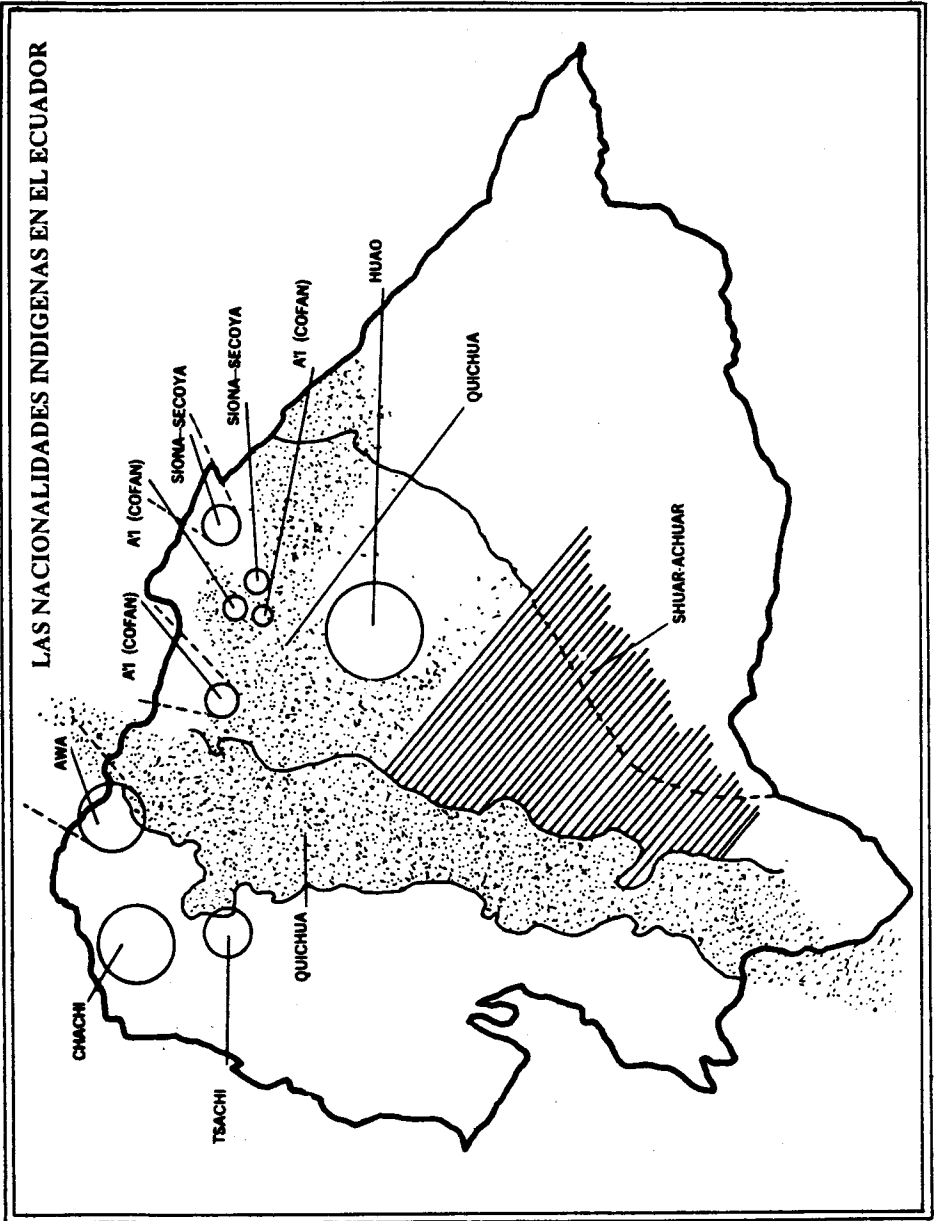 LAS NACIONALIDADES INDIGENAS EN EL ECUADOR
AWA
A'I (COFAN)
A'I (COFAN)
SIONA-SECOYA
SIONA-SECOYA
A'I (COFAN)
HUAO
CHACHI
TSACHI
QUICHUA
QUICHUA
SHUAR-ACHUAR